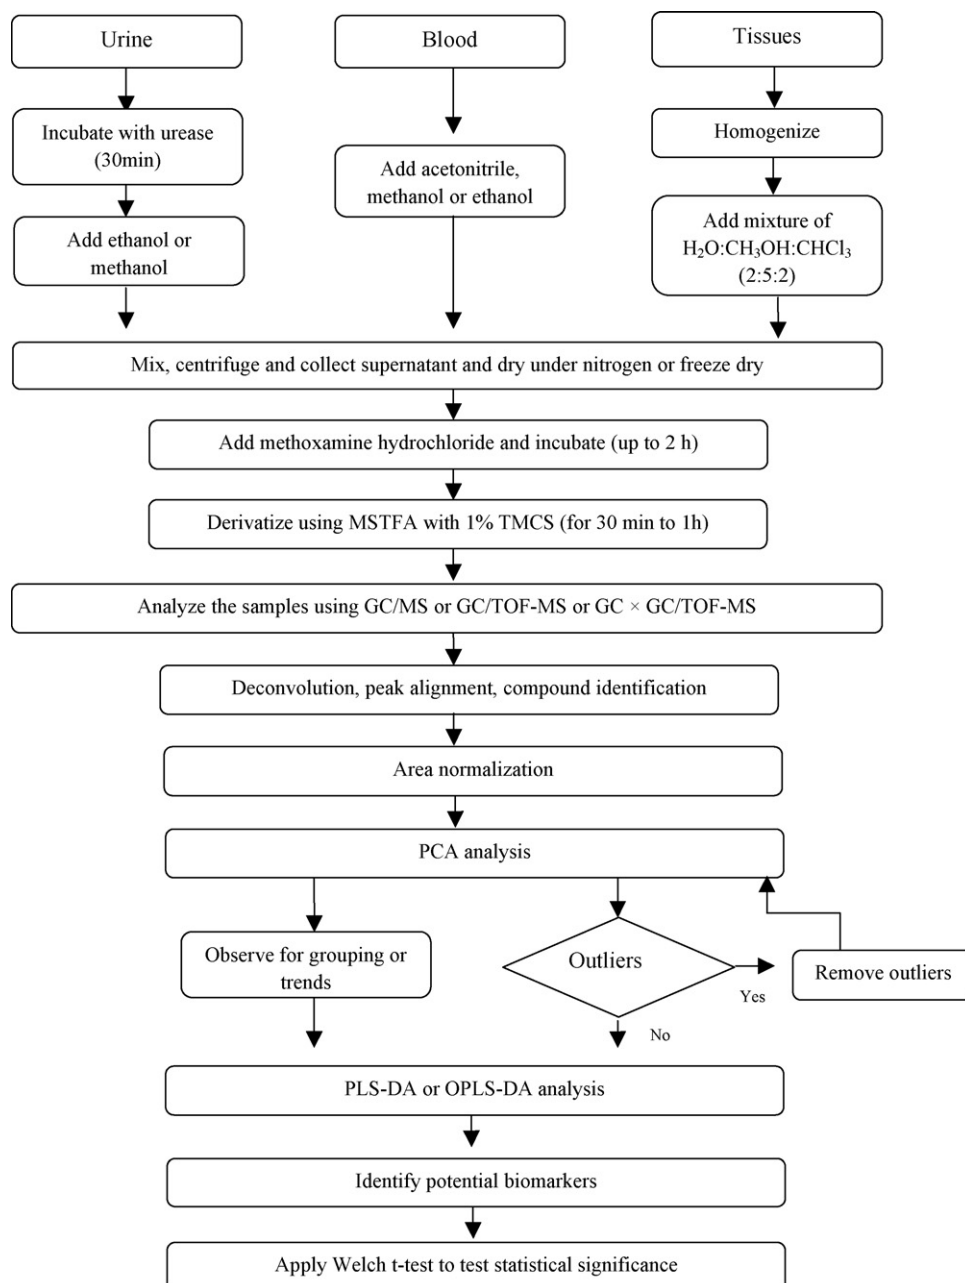 Urine
Blood
Tissues
Incubate with urease
(30min)
Add acetonitrile,
methanol or ethanol
Homogenize
Add ethanol or
methanol
Add mixture of
H₂O:CH₃OH:CHCl₃
(2:5:2)
Mix, centrifuge and collect supernatant and dry under nitrogen or freeze dry
Add methoxamine hydrochloride and incubate (up to 2 h)
Derivatize using MSTFA with 1% TMCS (for 30 min to 1h)
Analyze the samples using GC/MS or GC/TOF-MS or GC × GC/TOF-MS
Deconvolution, peak alignment, compound identification
Area normalization
PCA analysis
Observe for grouping or
trends
Outliers
Yes
Remove outliers
No
PLS-DA or OPLS-DA analysis
Identify potential biomarkers
Apply Welch t-test to test statistical significance